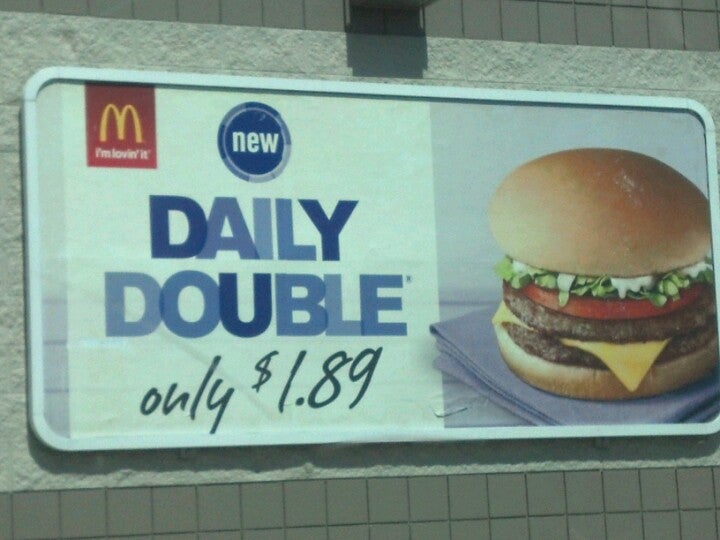 i'm lovin' it®
new
DAILY
DOUBLE®
only $1.89